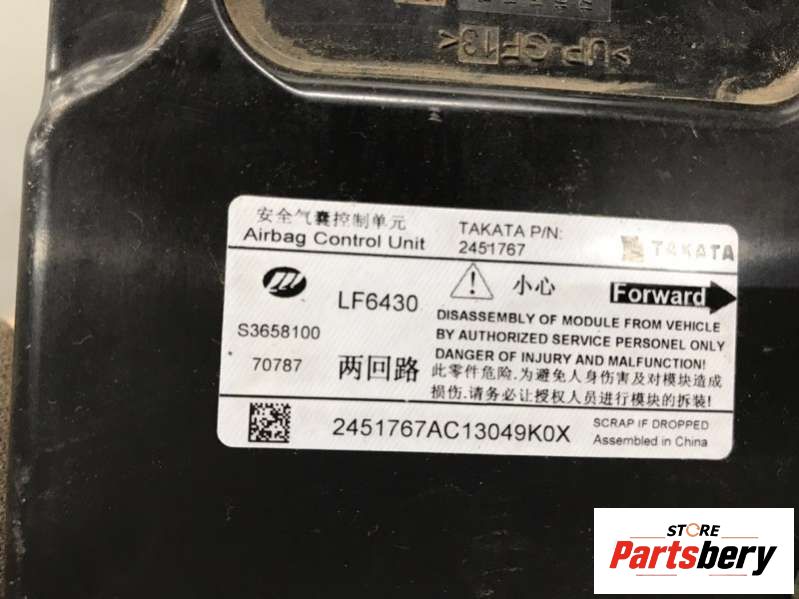 >UP GF13<
安全气囊控制单元
Airbag Control Unit
TAKATA P/N:
2451767
TAKATA
LF6430
S3658100
70787
两回路
小心
Forward
DISASSEMBLY OF MODULE FROM VEHICLE
BY AUTHORIZED SERVICE PERSONEL ONLY
DANGER OF INJURY AND MALFUNCTION!
此零件危险.为避免人身伤害及对模块造成
损伤.请务必让授权人员进行模块的拆装!
2451767AC13049K0X
SCRAP IF DROPPED
Assembled in China
STORE
Partsbery